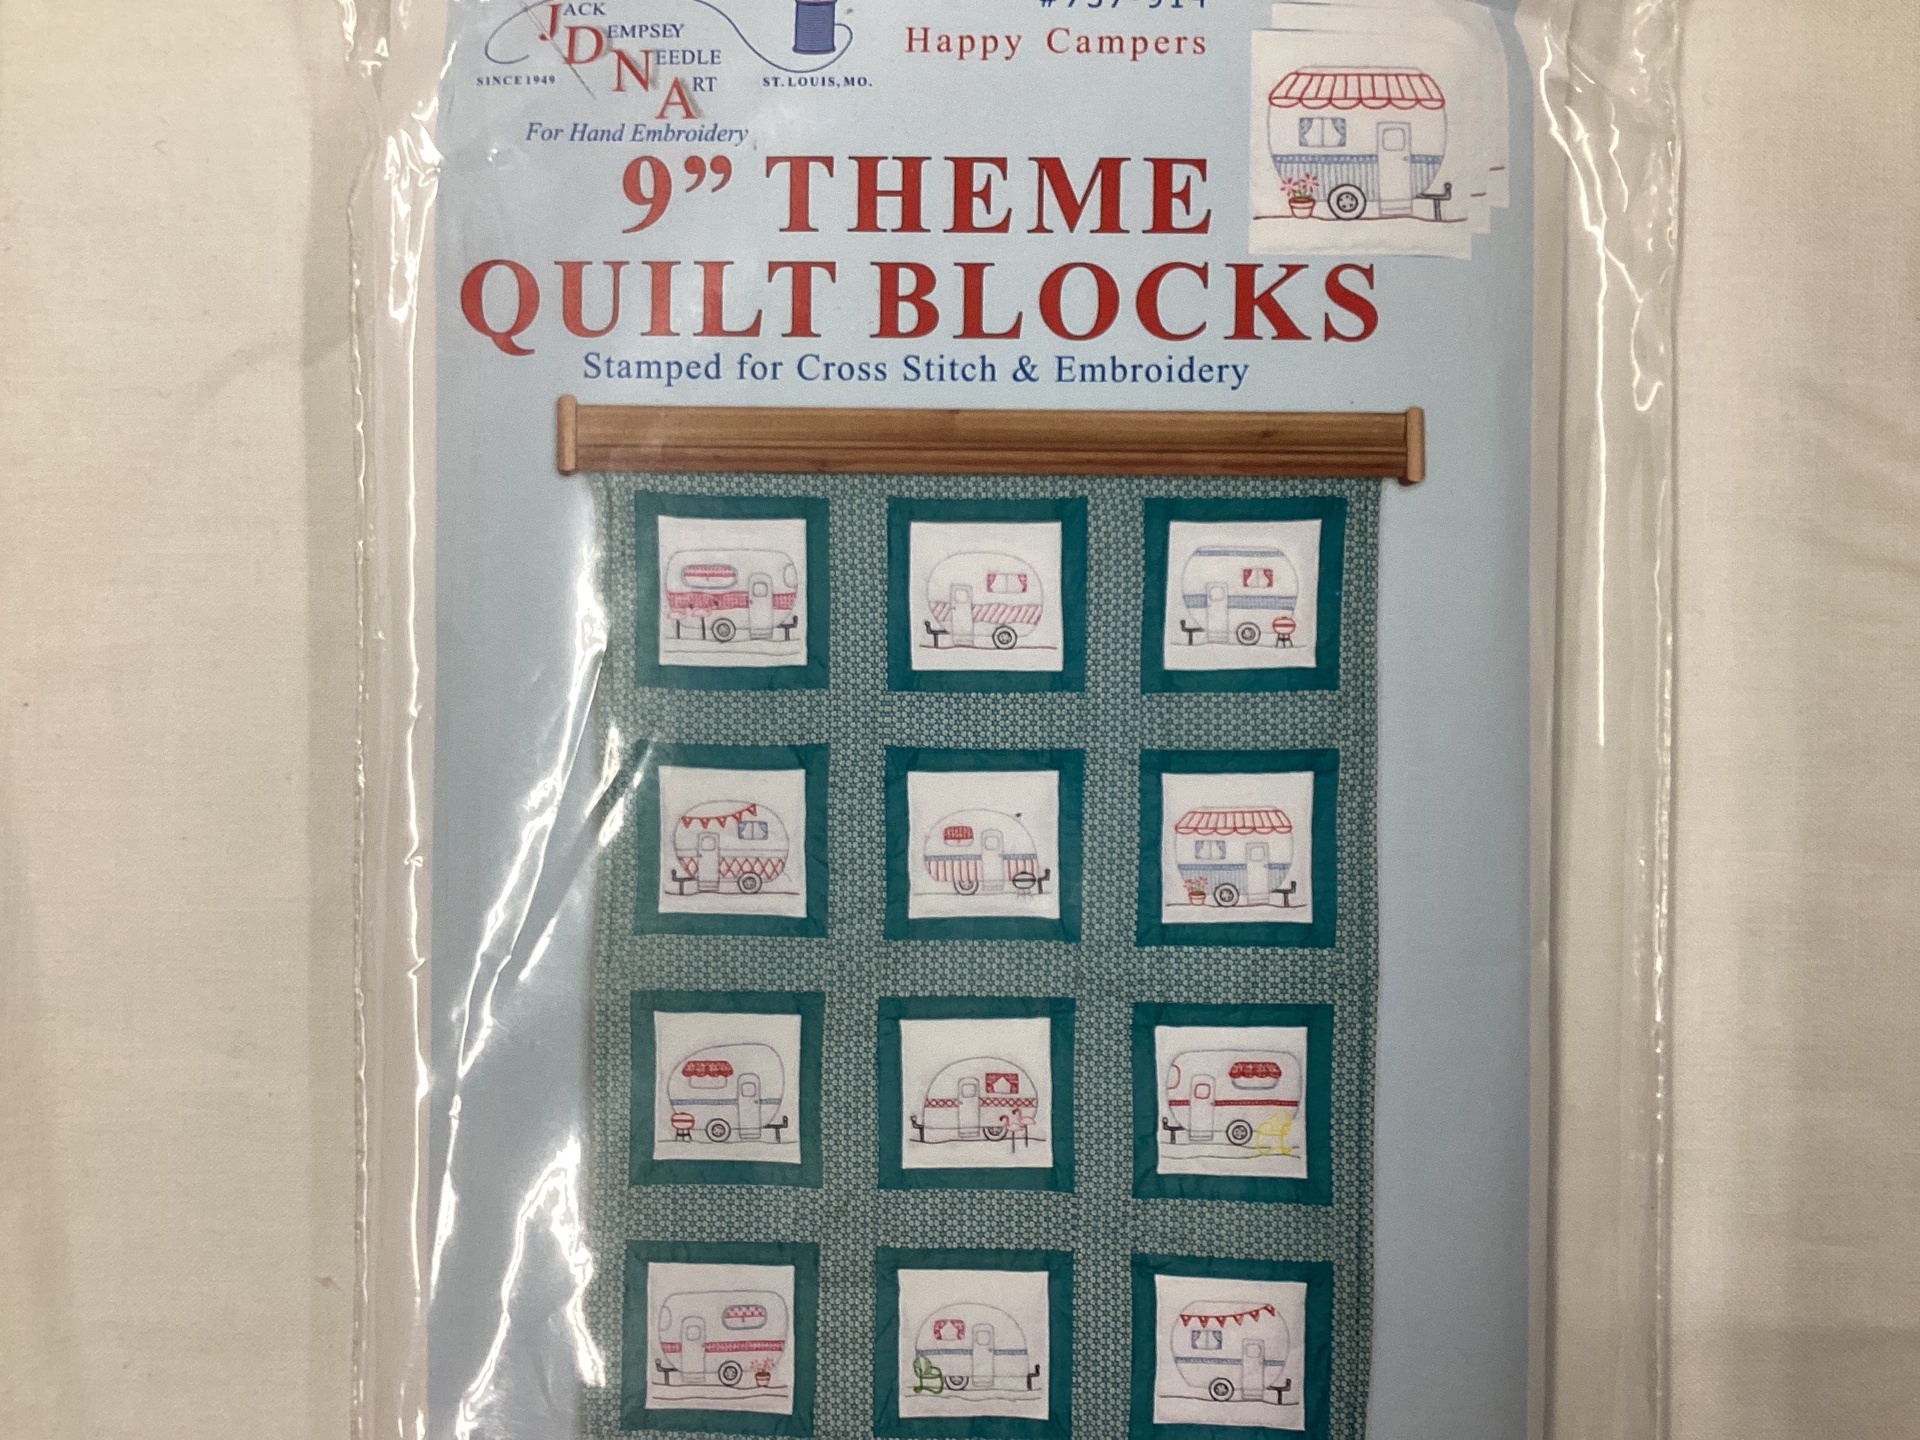 Happy Campers
JACK
DEMPSEY
NEEDLE
ART
SINCE 1949
ST. LOUIS, MO.
For Hand Embroidery
9” THEME
QUILT BLOCKS
Stamped for Cross Stitch & Embroidery